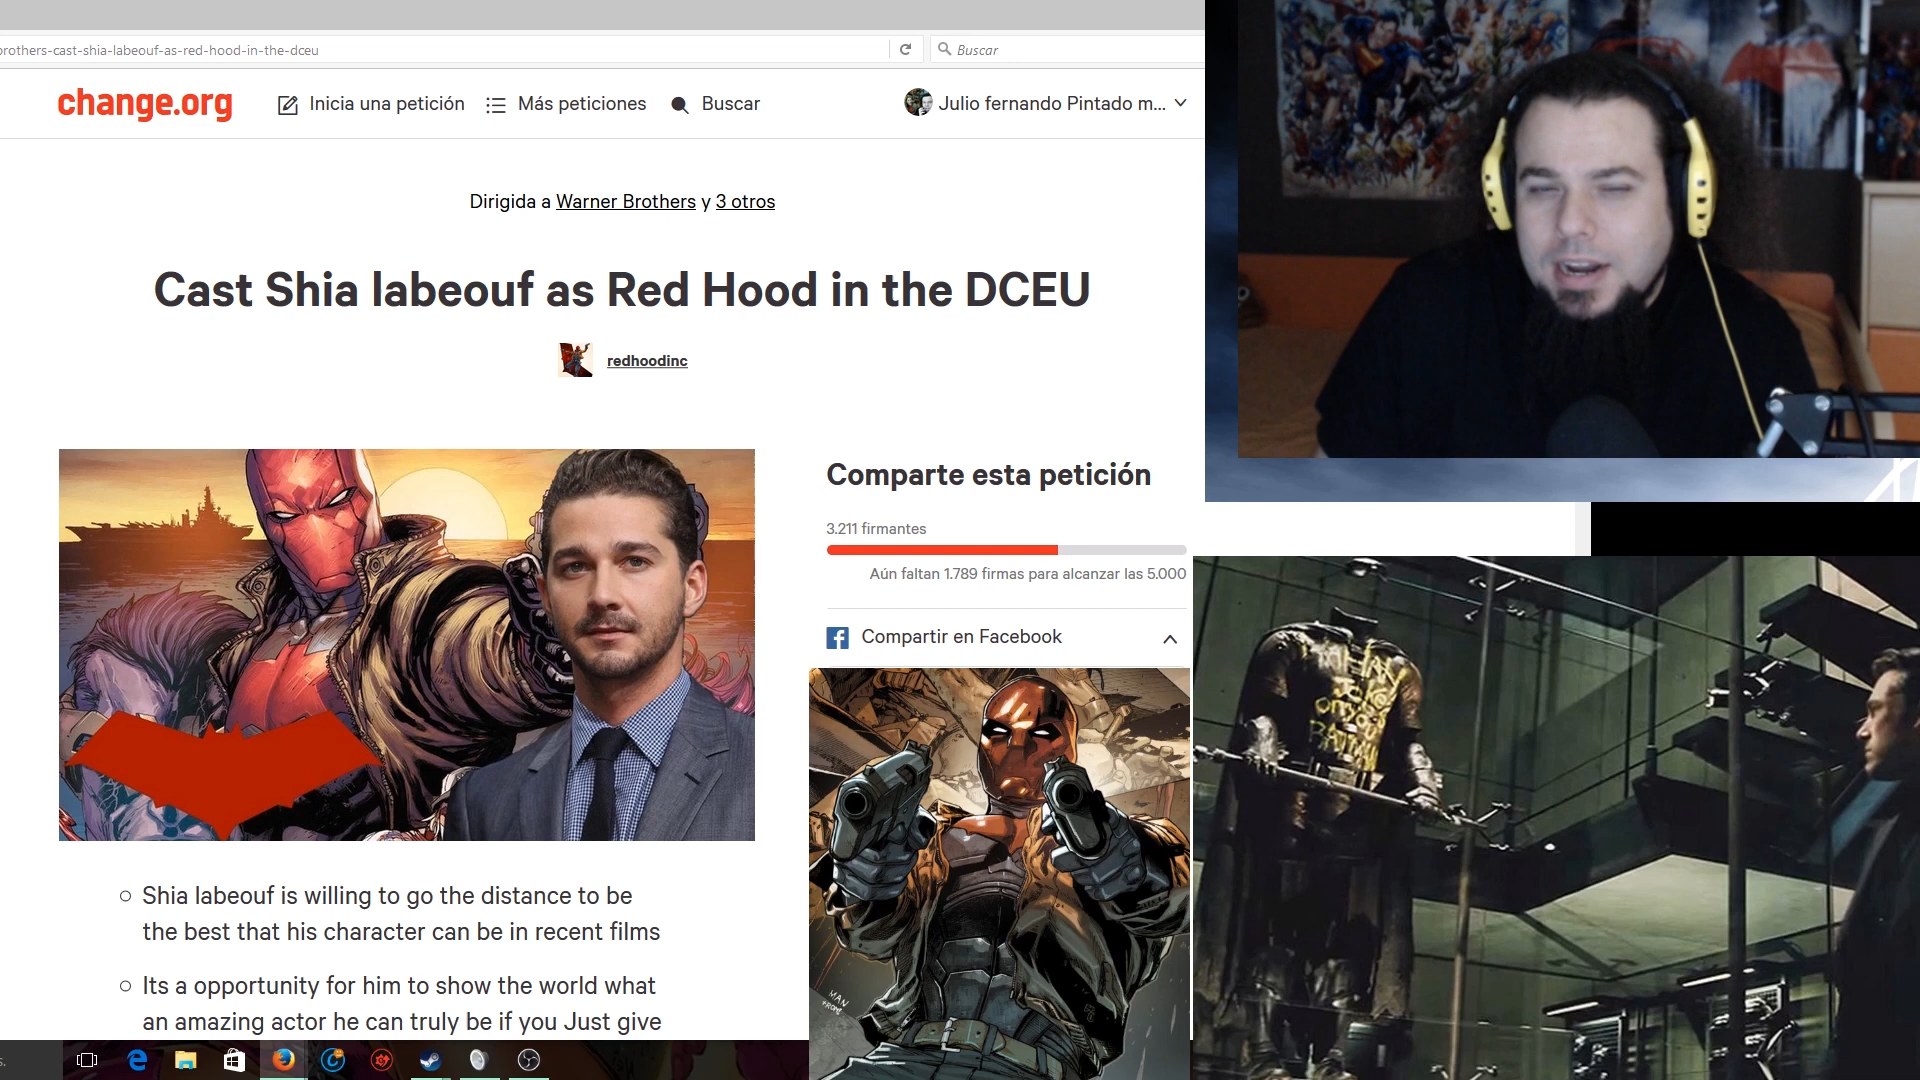 brothers-cast-shia-labeouf-as-red-hood-in-the-dceu
Buscar
change.org
Inicia una petición
Más peticiones
Buscar
Julio fernando Pintado m...
Dirigida a Warner Brothers y 3 otros
Cast Shia labeouf as Red Hood in the DCEU
redhoodinc
Comparte esta petición
3.211 firmantes
Aún faltan 1.789 firmas para alcanzar las 5.000
Compartir en Facebook
BATMAN
Shia labeouf is willing to go the distance to be
the best that his character can be in recent films
Its a opportunity for him to show the world what
an amazing actor he can truly be if you Just give
s.